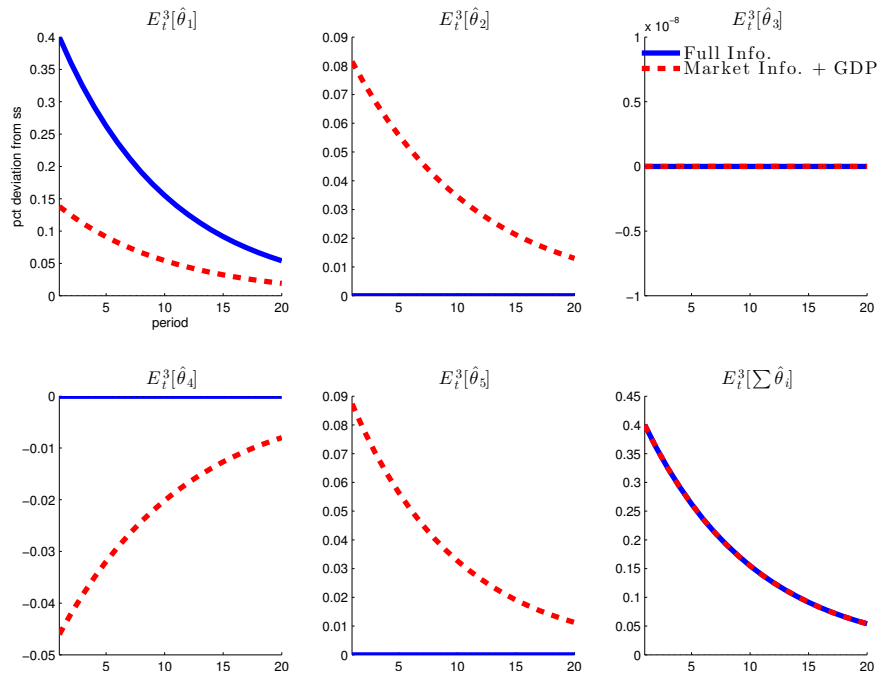 E_t^3[θ̂_1]
0.4
0.35
0.3
0.25
0.2
0.15
0.1
0.05
0
5 10 15 20
pct deviation from ss
period
E_t^3[θ̂_2]
0.09
0.08
0.07
0.06
0.05
0.04
0.03
0.02
0.01
0
5 10 15 20
E_t^3[θ̂_3]
x 10^-8
1
0.5
0
−0.5
−1
5 10 15 20
Full Info.
Market Info. + GDP
E_t^3[θ̂_4]
0
−0.01
−0.02
−0.03
−0.04
−0.05
5 10 15 20
E_t^3[θ̂_5]
0.09
0.08
0.07
0.06
0.05
0.04
0.03
0.02
0.01
0
5 10 15 20
E_t^3[∑ θ̂_i]
0.45
0.4
0.35
0.3
0.25
0.2
0.15
0.1
0.05
0
5 10 15 20